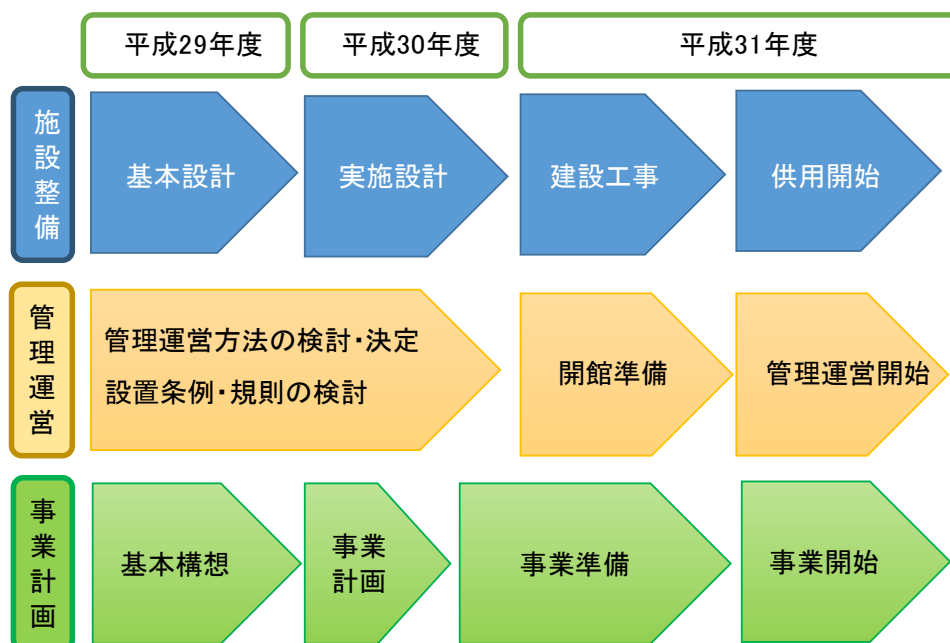 平成29年度
平成30年度
平成31年度
施設整備
基本設計
実施設計
建設工事
供用開始
管理運営
管理運営方法の検討・決定
設置条例・規則の検討
開館準備
管理運営開始
事業計画
基本構想
事業
計画
事業準備
事業開始